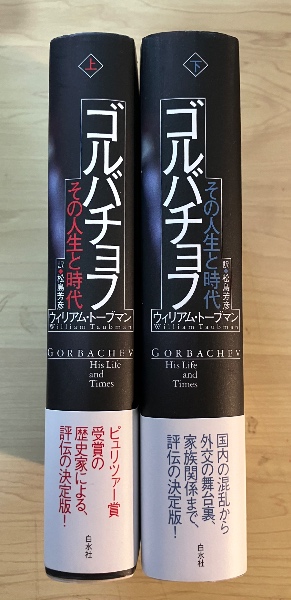 上
ゴルバチョフ
その人生と時代
訳★松島芳彦
ウィリアム・トーブマン
William Taubman
GORBACHEV
His Life
and
Times
ピュリツァー賞
受賞の
歴史家による、
評伝の決定版!
白水社
下
ゴルバチョフ
その人生と時代
訳★松島芳彦
ウィリアム・トーブマン
William Taubman
GORBACHEV
His Life
and
Times
国内の混乱から
外交の舞台裏、
家族関係まで、
評伝の決定版!
白水社